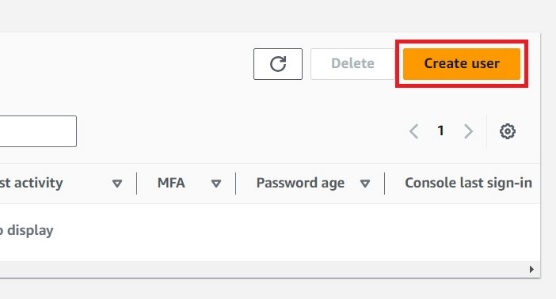 Delete Create user
1
st activity MFA Password age Console last sign-in
display